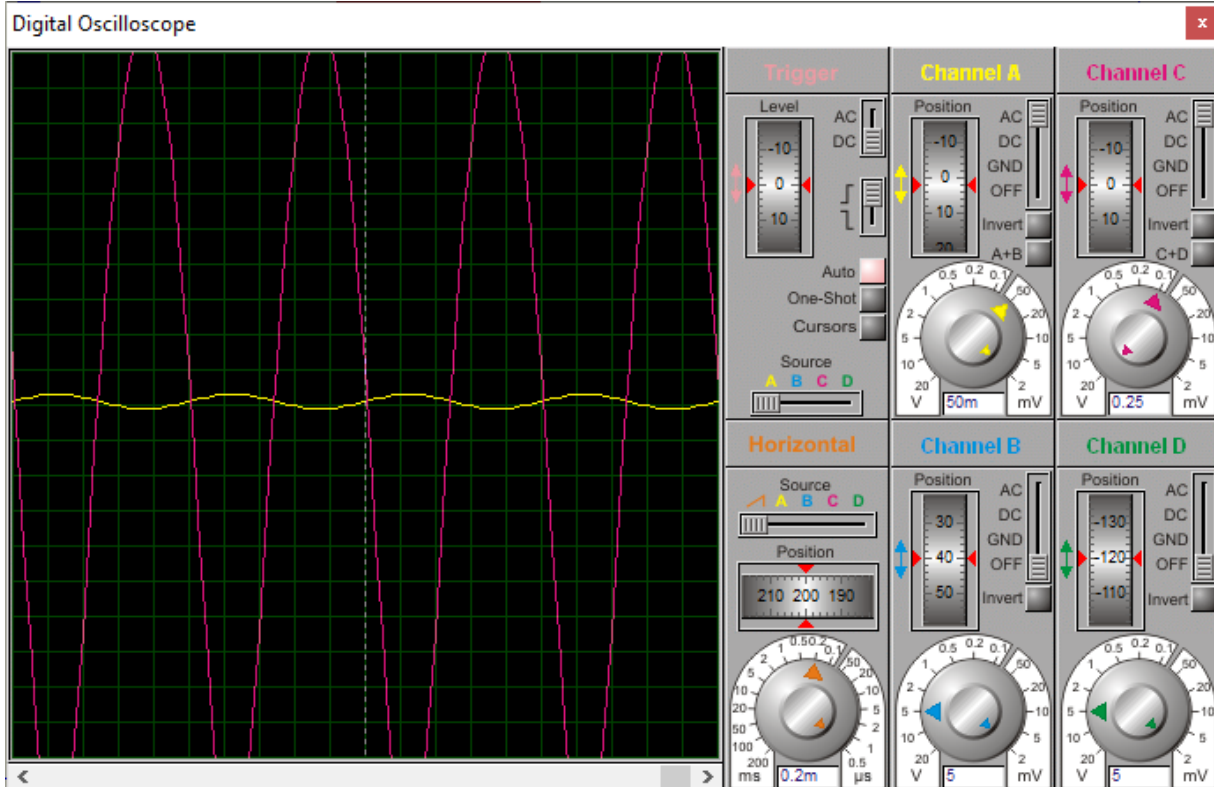 Digital Oscilloscope
x
Trigger
Level
AC
DC
-10
0
10
Auto
One-Shot
Cursors
Source
A B C D
Channel A
Position
AC
DC
GND
OFF
-10
0
10
20
Invert
A+B
20 10 5 2 1 0.5 0.2 0.1 50 20 10 5 2
V 50m mV
Channel C
Position
AC
DC
GND
OFF
-10
0
10
Invert
C+D
20 10 5 2 1 0.5 0.2 0.1 50 20 10 5 2
V 0.25 mV
Horizontal
Source
A B C D
Position
210 200 190
200 100 50 20 10 5 2 1 0.5 0.2 0.1 50 20 10 5 2 1 0.5
ms 0.2m µs
Channel B
Position
AC
DC
GND
OFF
30
40
50
Invert
20 10 5 2 1 0.5 0.2 0.1 50 20 10 5 2
V 5 mV
Channel D
Position
AC
DC
GND
OFF
-130
-120
-110
Invert
20 10 5 2 1 0.5 0.2 0.1 50 20 10 5 2
V 5 mV